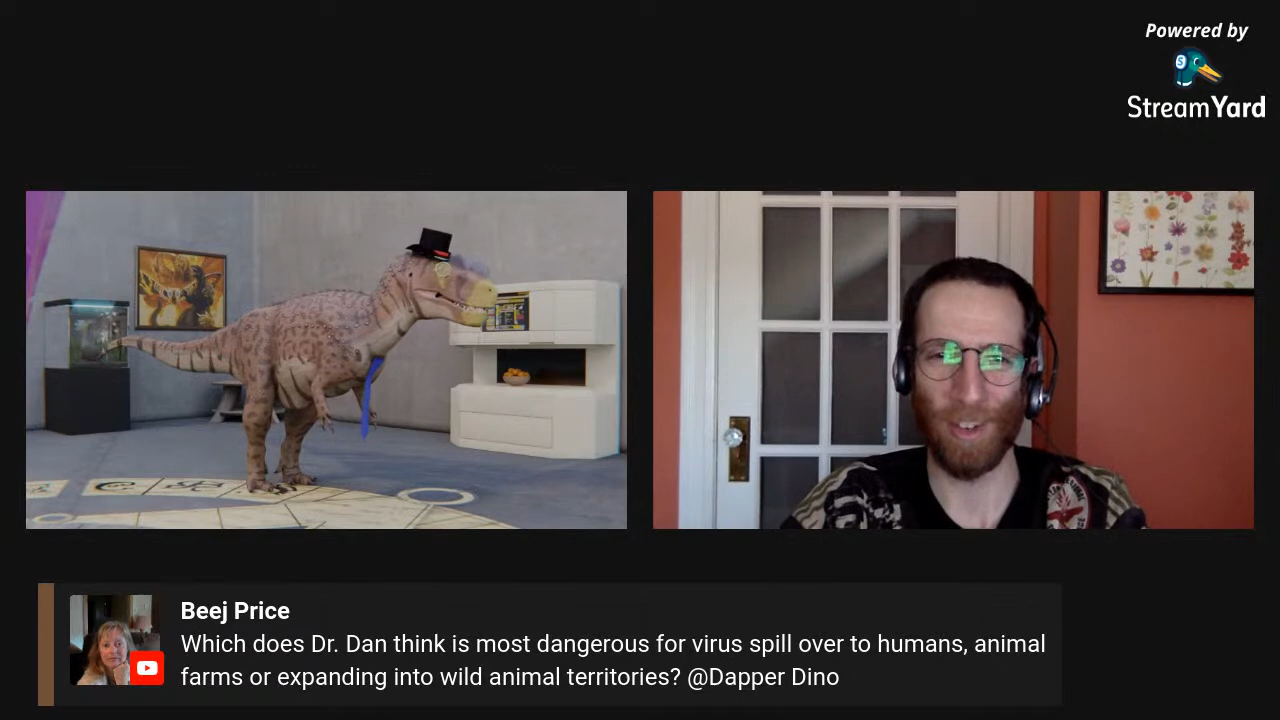 Powered by
StreamYard
Beej Price
Which does Dr. Dan think is most dangerous for virus spill over to humans, animal
farms or expanding into wild animal territories? @Dapper Dino